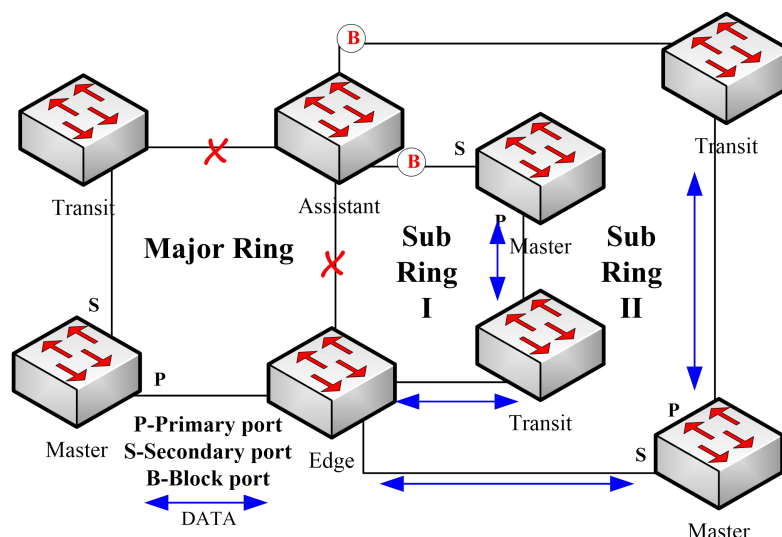 B
Transit
Assistant
B
S
Transit
P
Master
Major Ring
Sub
Ring
I
Sub
Ring
II
S
P
Master
Edge
Transit
P
S
Master
P-Primary port
S-Secondary port
B-Block port
DATA